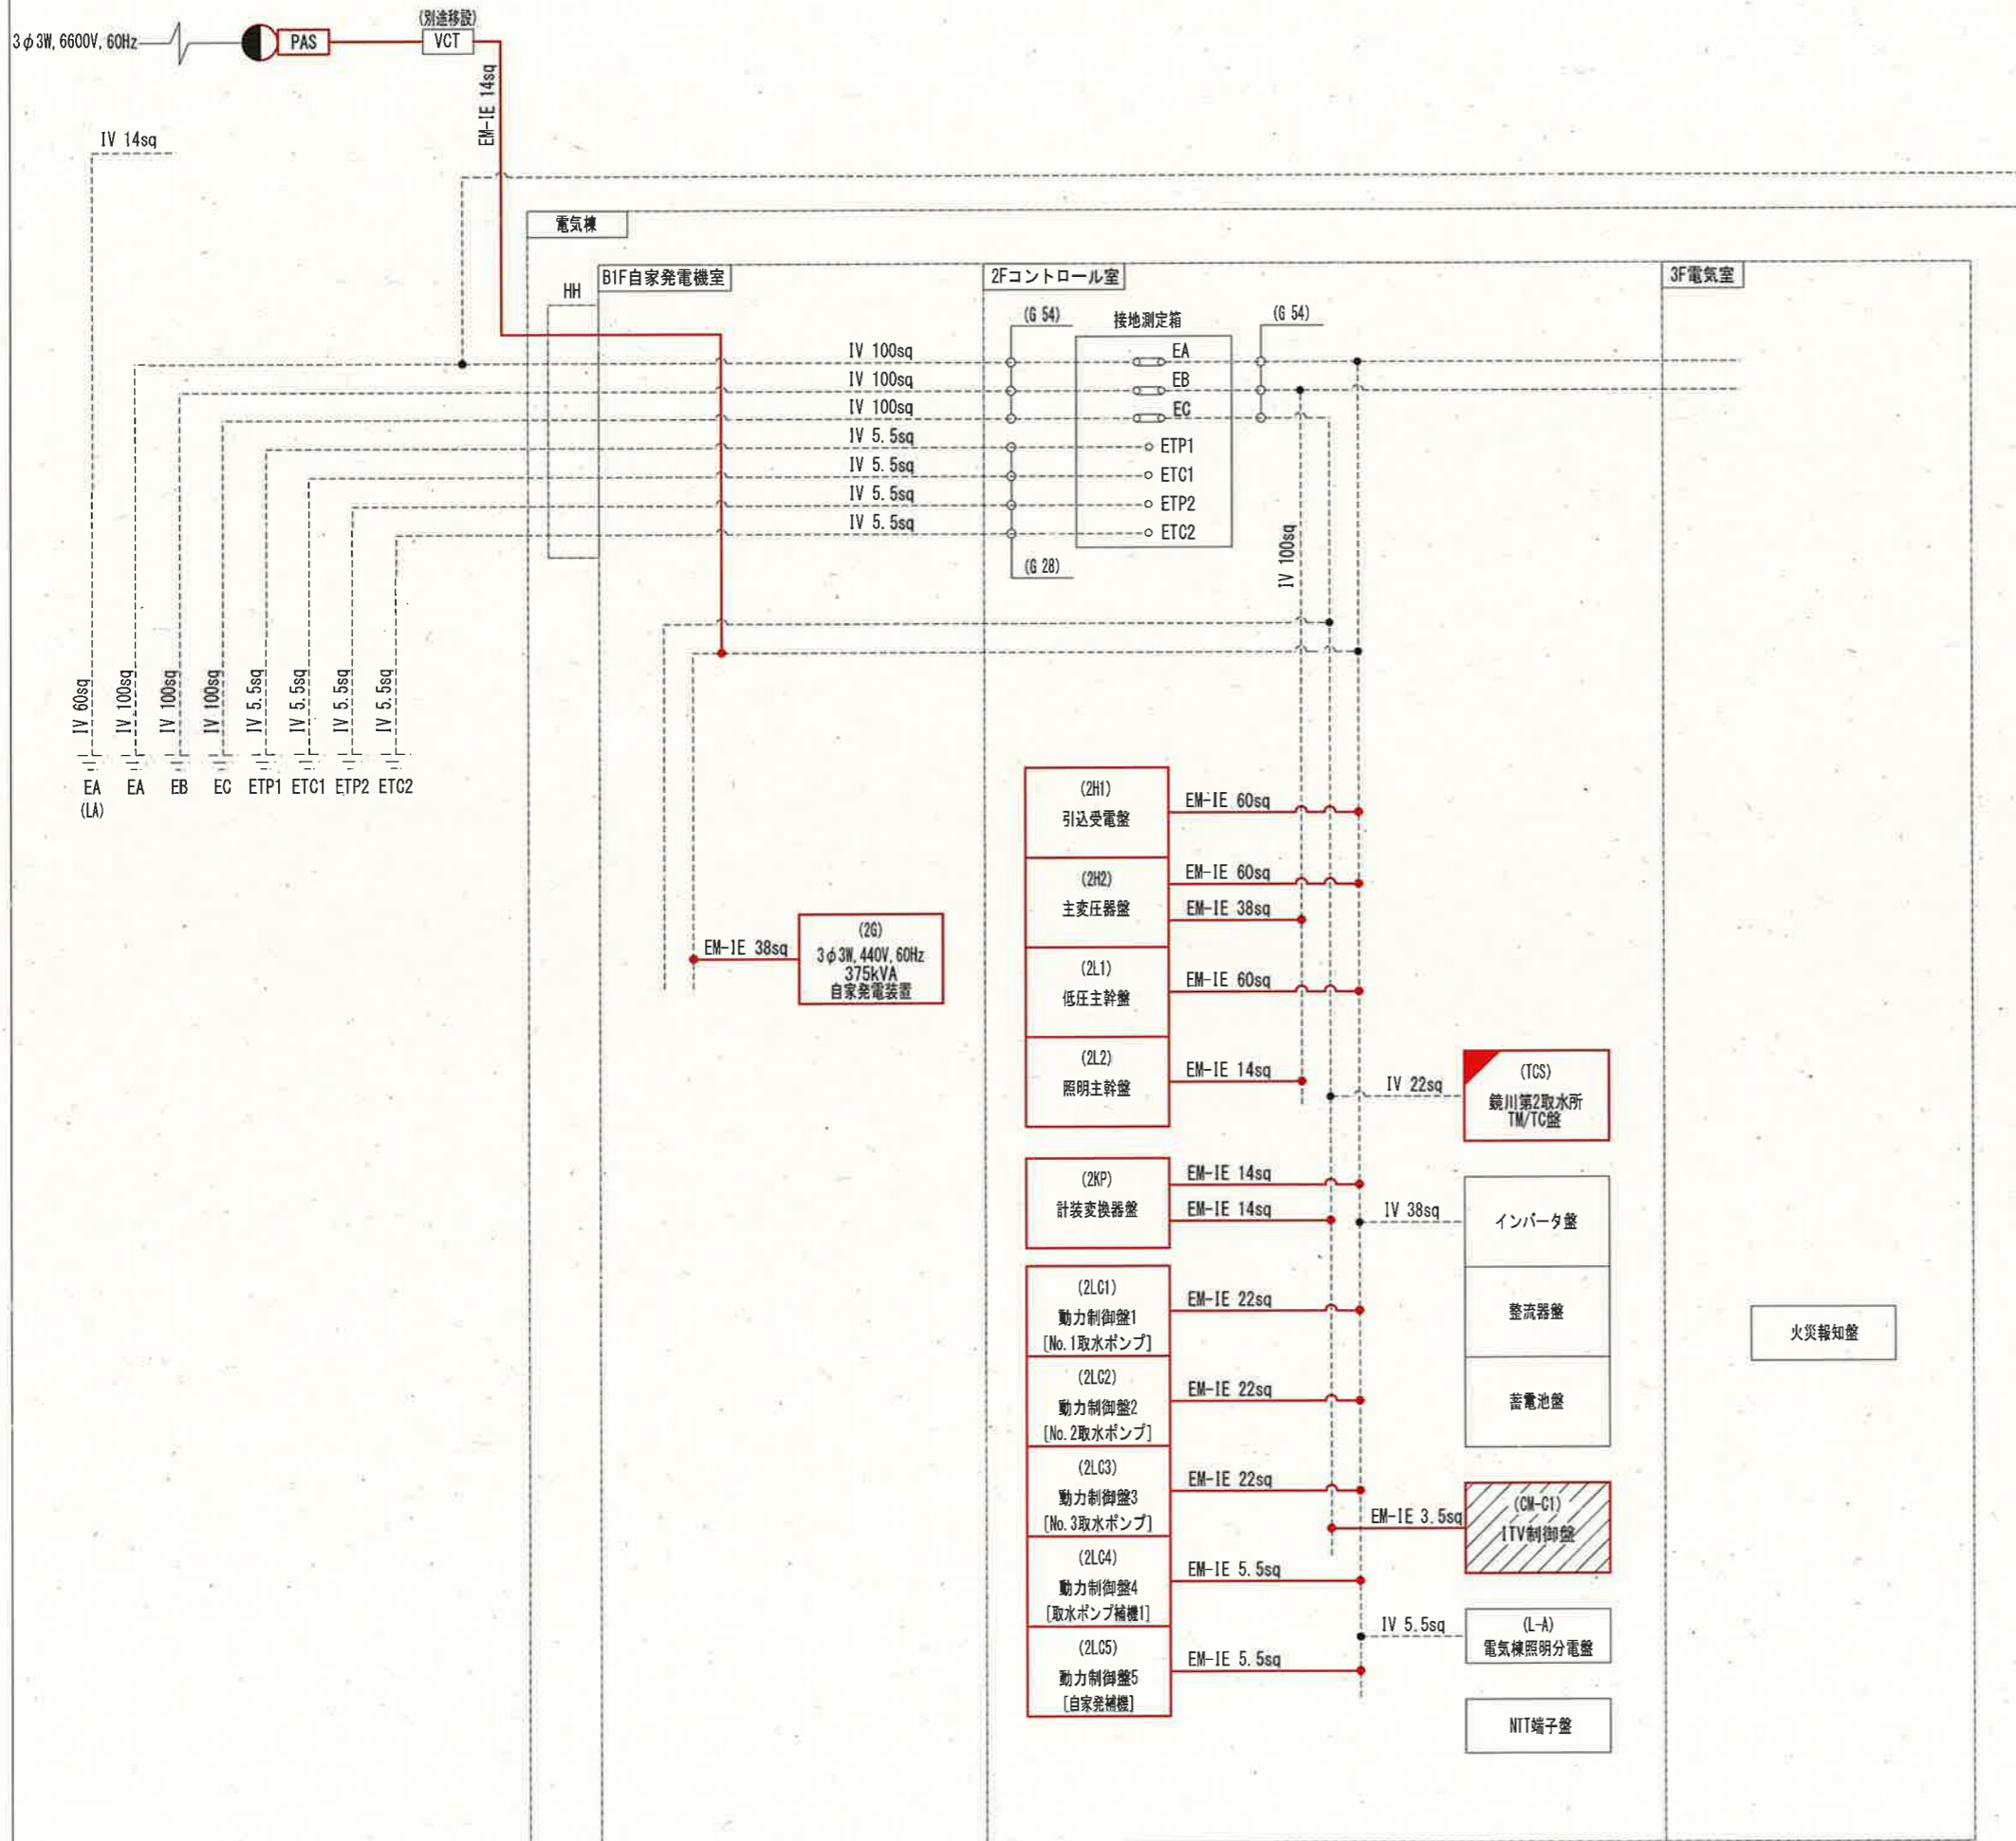 (別途移設)
3φ3W, 6600V, 60Hz
PAS
VCT
EM-IE 14sq
IV 14sq
電気棟
B1F自家発電機室
2Fコントロール室
3F電気室
HH
(G 54)
接地測定箱
(G 54)
IV 100sq
EA
IV 100sq
EB
IV 100sq
EC
IV 5.5sq
ETP1
IV 5.5sq
ETC1
IV 5.5sq
ETP2
IV 5.5sq
ETC2
(G 28)
IV 100sq
IV 60sq
IV 100sq
IV 100sq
IV 100sq
IV 5.5sq
IV 5.5sq
IV 5.5sq
IV 5.5sq
EA
(LA)
EA
EB
EC
ETP1
ETC1
ETP2
ETC2
(2H1)
引込受電盤
EM-IE 60sq
(2H2)
主変圧器盤
EM-IE 60sq
EM-IE 38sq
EM-IE 38sq
(2G)
3φ3W, 440V, 60Hz
375kVA
自家発電装置
(2L1)
低圧主幹盤
EM-IE 60sq
(2L2)
照明主幹盤
EM-IE 14sq
IV 22sq
(TCS)
鏡川第2取水所
TM/TC盤
(2KP)
計装変換器盤
EM-IE 14sq
EM-IE 14sq
IV 38sq
インバータ盤
整流器盤
蓄電池盤
火災報知盤
(2LC1)
動力制御盤1
[No.1取水ポンプ]
EM-IE 22sq
(2LC2)
動力制御盤2
[No.2取水ポンプ]
EM-IE 22sq
(2LC3)
動力制御盤3
[No.3取水ポンプ]
EM-IE 22sq
EM-IE 3.5sq
(CM-C1)
ITV制御盤
(2LC4)
動力制御盤4
[取水ポンプ補機1]
EM-IE 5.5sq
IV 5.5sq
(L-A)
電気棟照明分電盤
(2LC5)
動力制御盤5
[自家発補機]
EM-IE 5.5sq
NTT端子盤